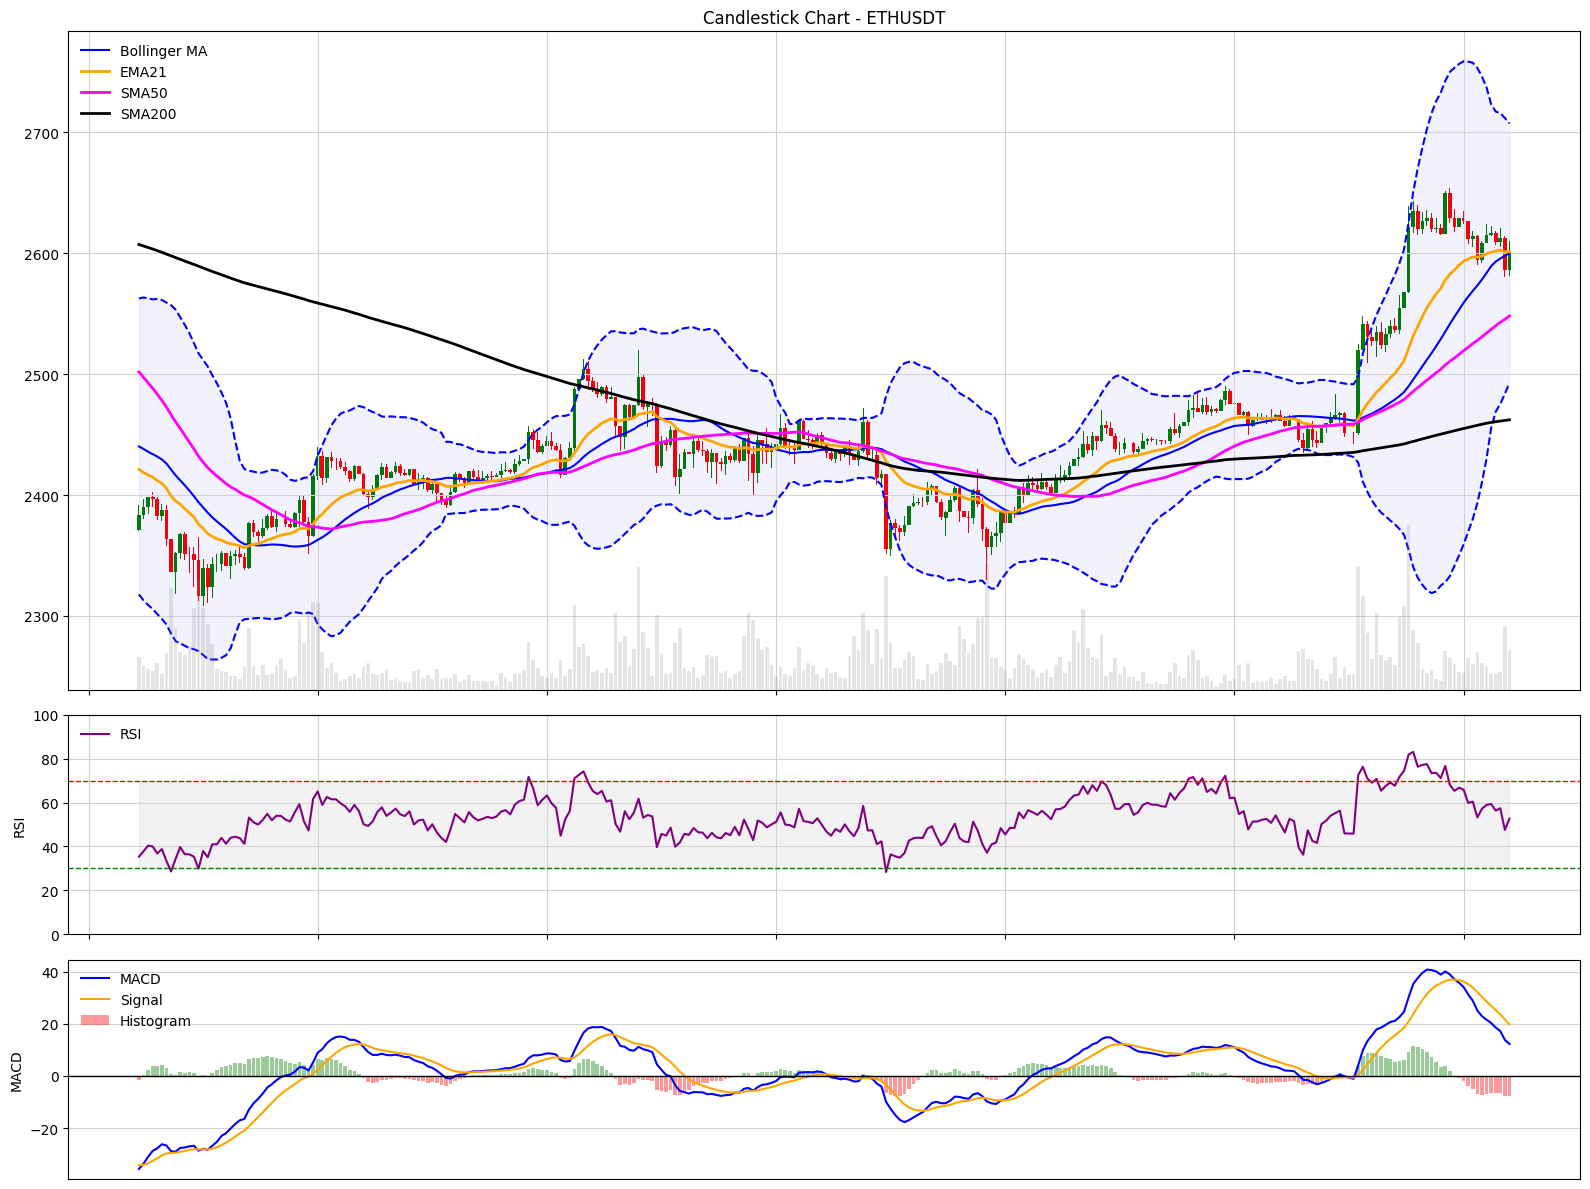 Candlestick Chart - ETHUSDT
Bollinger MA
EMA21
SMA50
SMA200
2700
2600
2500
2400
2300
RSI
100
80
60
40
20
0
RSI
MACD
Signal
Histogram
40
20
0
−20
MACD